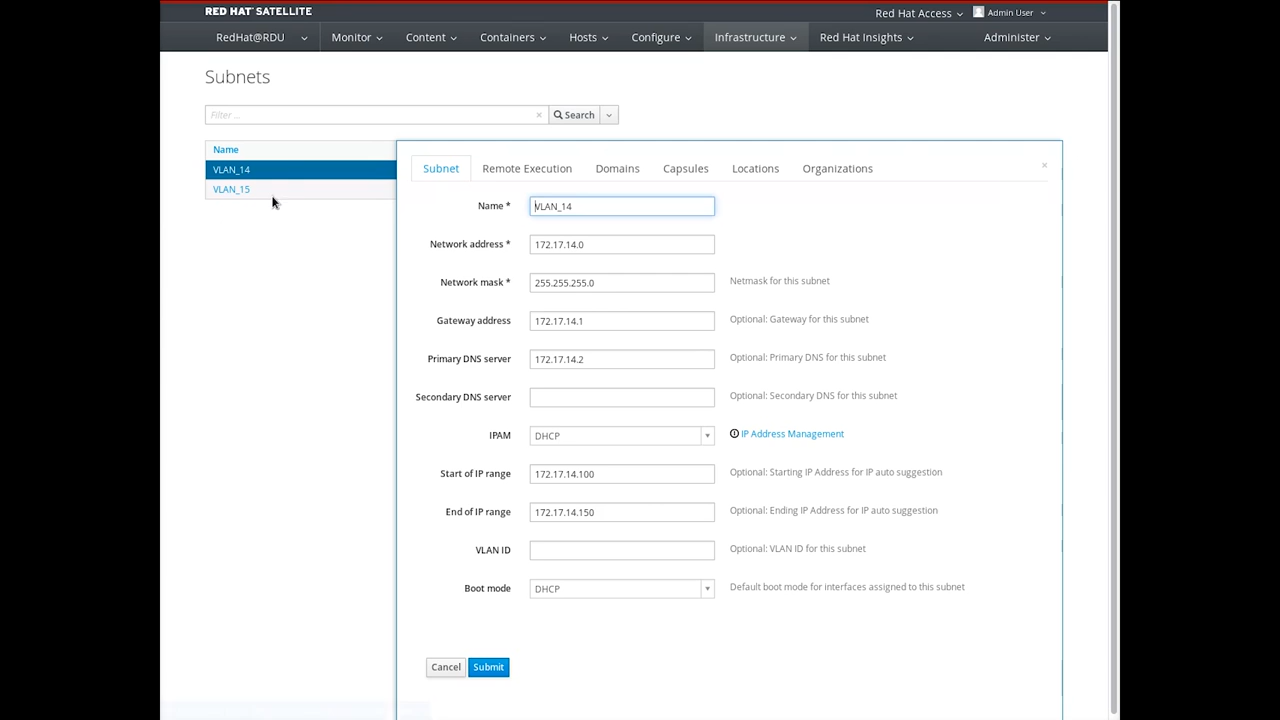 RED HAT SATELLITE
Red Hat Access Admin User
RedHat@RDU Monitor Content Containers Hosts Configure Infrastructure Red Hat Insights Administer
Subnets
Filter ... × Search
Name
VLAN_14
VLAN_15
Subnet Remote Execution Domains Capsules Locations Organizations ×
Name * VLAN_14
Network address * 172.17.14.0
Network mask * 255.255.255.0 Netmask for this subnet
Gateway address 172.17.14.1 Optional: Gateway for this subnet
Primary DNS server 172.17.14.2 Optional: Primary DNS for this subnet
Secondary DNS server Optional: Secondary DNS for this subnet
IPAM DHCP IP Address Management
Start of IP range 172.17.14.100 Optional: Starting IP Address for IP auto suggestion
End of IP range 172.17.14.150 Optional: Ending IP Address for IP auto suggestion
VLAN ID Optional: VLAN ID for this subnet
Boot mode DHCP Default boot mode for interfaces assigned to this subnet
Cancel Submit